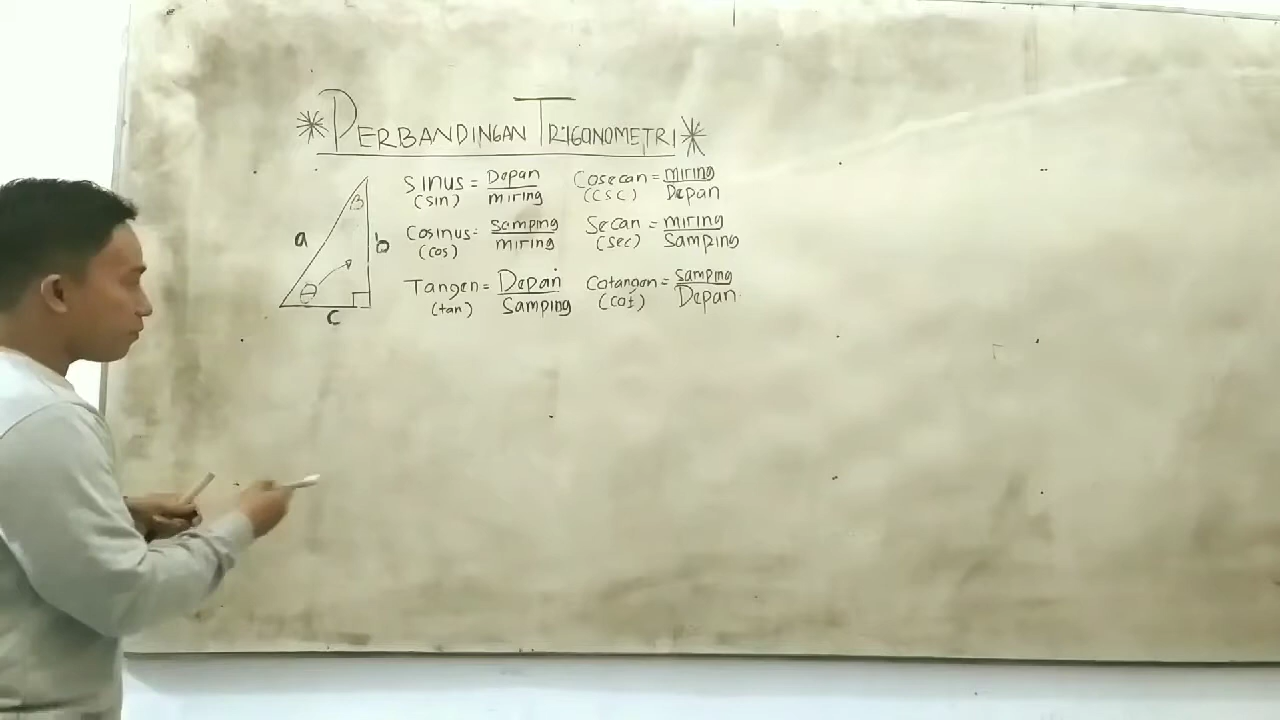 * PERBANDINGAN TRIGONOMETRI *
a
b
c
B
θ
Sinus = Depan / miring
(sin)
Cosinus = samping / miring
(cos)
Tangen = Depan / Samping
(tan)
Cosecan = miring / Depan
(csc)
Secan = miring / Samping
(sec)
Cotangen = samping / Depan
(cot)